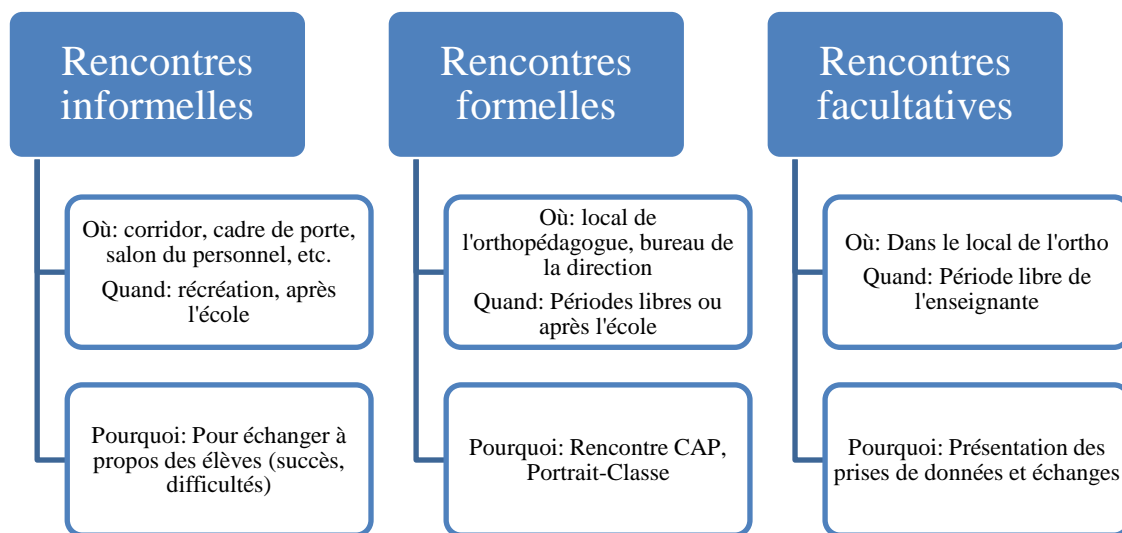 Rencontres
informelles
Où: corridor, cadre de porte,
salon du personnel, etc.
Quand: récréation, après
l'école
Pourquoi: Pour échanger à
propos des élèves (succès,
difficultés)
Rencontres
formelles
Où: local de
l'orthopédagogue, bureau de
la direction
Quand: Périodes libres ou
après l'école
Pourquoi: Rencontre CAP,
Portrait-Classe
Rencontres
facultatives
Où: Dans le local de l'ortho
Quand: Période libre de
l'enseignante
Pourquoi: Présentation des
prises de données et échanges